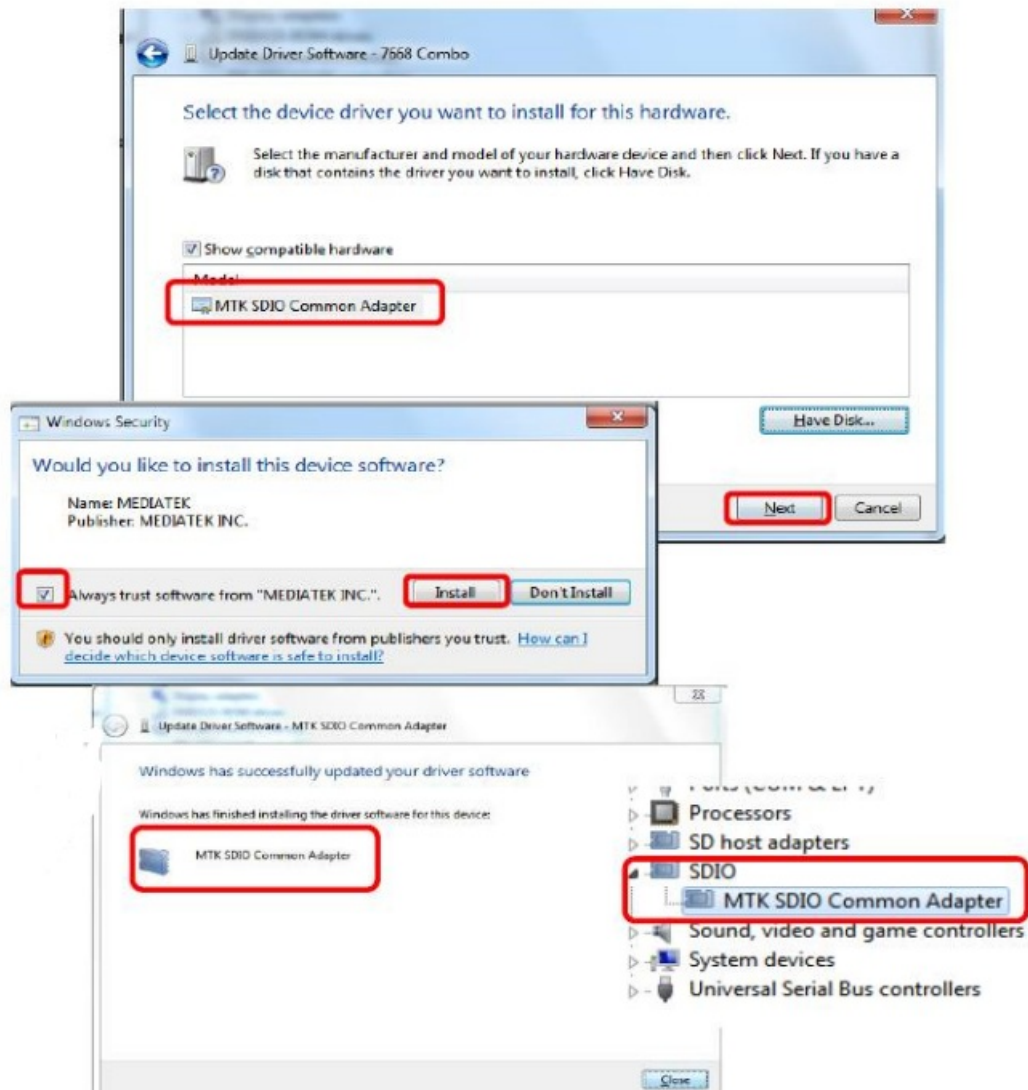 Update Driver Software - 7668 Combo
Select the device driver you want to install for this hardware.
Select the manufacturer and model of your hardware device and then click Next. If you have a
disk that contains the driver you want to install, click Have Disk.
Show compatible hardware
Model
MTK SDIO Common Adapter
Have Disk...
Next
Cancel
Windows Security
Would you like to install this device software?
Name: MEDIATEK
Publisher: MEDIATEK INC.
Always trust software from "MEDIATEK INC.".
Install
Don't Install
You should only install driver software from publishers you trust. How can I
decide which device software is safe to install?
Update Driver Software - MTK SDIO Common Adapter
Windows has successfully updated your driver software
Windows has finished installing the driver software for this device:
MTK SDIO Common Adapter
Close
Ports (COM & LPT)
Processors
SD host adapters
SDIO
MTK SDIO Common Adapter
Sound, video and game controllers
System devices
Universal Serial Bus controllers